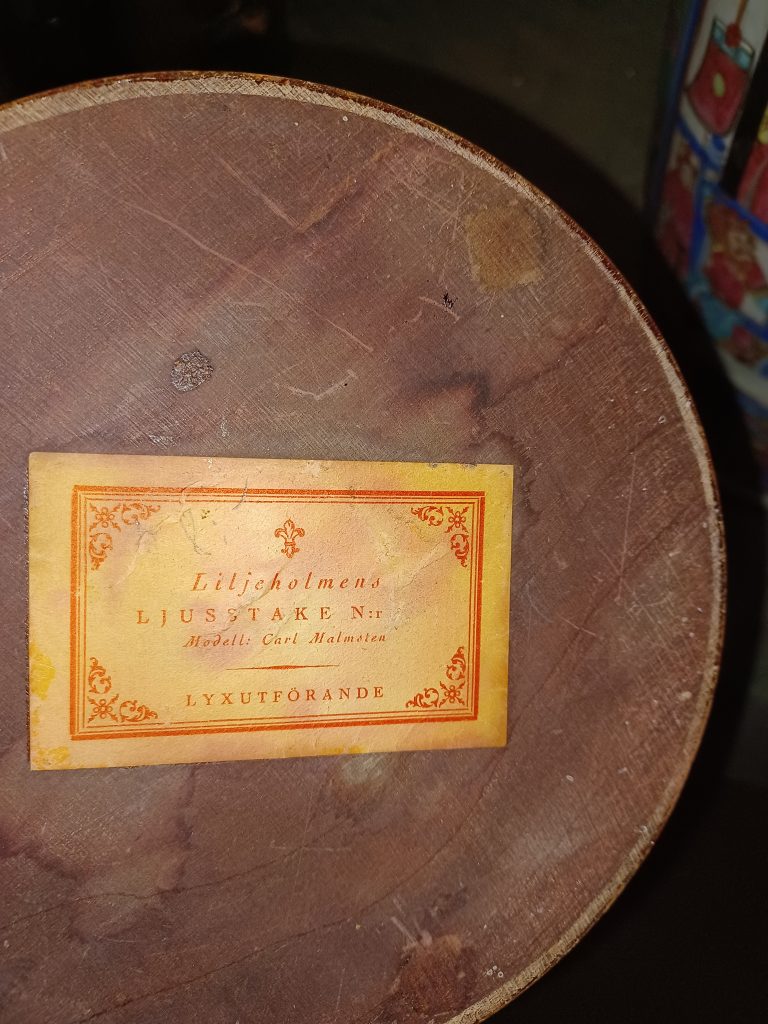 Liljeholmens
LJUSSTAKE N:r
Modell: Carl Malmsten
LYXUTFÖRANDE